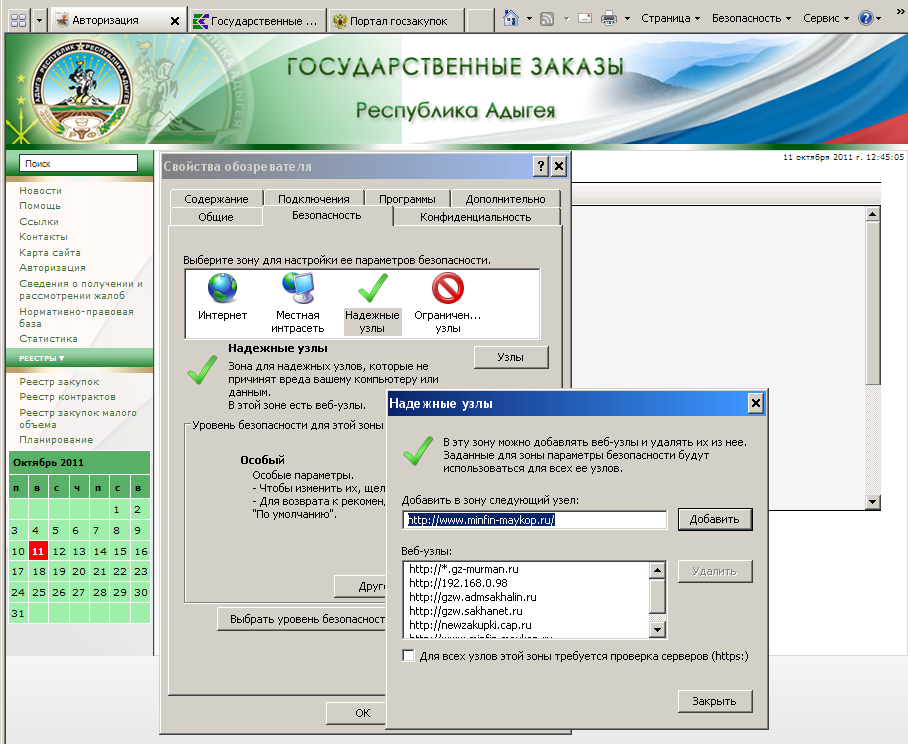 Авторизация
Государственные ...
Портал госзакупок
Страница
Безопасность
Сервис
»
ГОСУДАРСТВЕННЫЕ ЗАКАЗЫ
Республика Адыгея
11 октября 2011 г. 12:45:05
Поиск
Новости
Помощь
Ссылки
Контакты
Карта сайта
Авторизация
Сведения о получении и
рассмотрении жалоб
Нормативно-правовая
база
Статистика
РЕЕСТРЫ ▼
Реестр закупок
Реестр контрактов
Реестр закупок малого
объема
Планирование
Октябрь 2011
п в с ч п с в
1 2
3 4 5 6 7 8 9
10 11 12 13 14 15 16
17 18 19 20 21 22 23
24 25 26 27 28 29 30
31
Свойства обозревателя
Содержание Подключения Программы Дополнительно
Общие Безопасность Конфиденциальность
Выберите зону для настройки ее параметров безопасности.
Интернет
Местная
интрасеть
Надежные
узлы
Ограничен...
узлы
Надежные узлы
Узлы
Зона для надежных узлов, которые не
причинят вреда вашему компьютеру или
данным.
В этой зоне есть веб-узлы.
Уровень безопасности для этой зоны
Особый
Особые параметры.
- Чтобы изменить их, щел
- Для возврата к рекомен
"По умолчанию".
Друг
Выбрать уровень безопасност
OK
Надежные узлы
В эту зону можно добавлять веб-узлы и удалять их из нее.
Заданные для зоны параметры безопасности будут
использоваться для всех ее узлов.
Добавить в зону следующий узел:
http://www.minfin-maykop.ru/
Добавить
Веб-узлы:
http://*.gz-murman.ru
http://192.168.0.98
http://gzw.admsakhalin.ru
http://gzw.sakhanet.ru
http://newzakupki.cap.ru
http://www.minfin-maykop.ru
Удалить
Для всех узлов этой зоны требуется проверка серверов (https:)
Закрыть